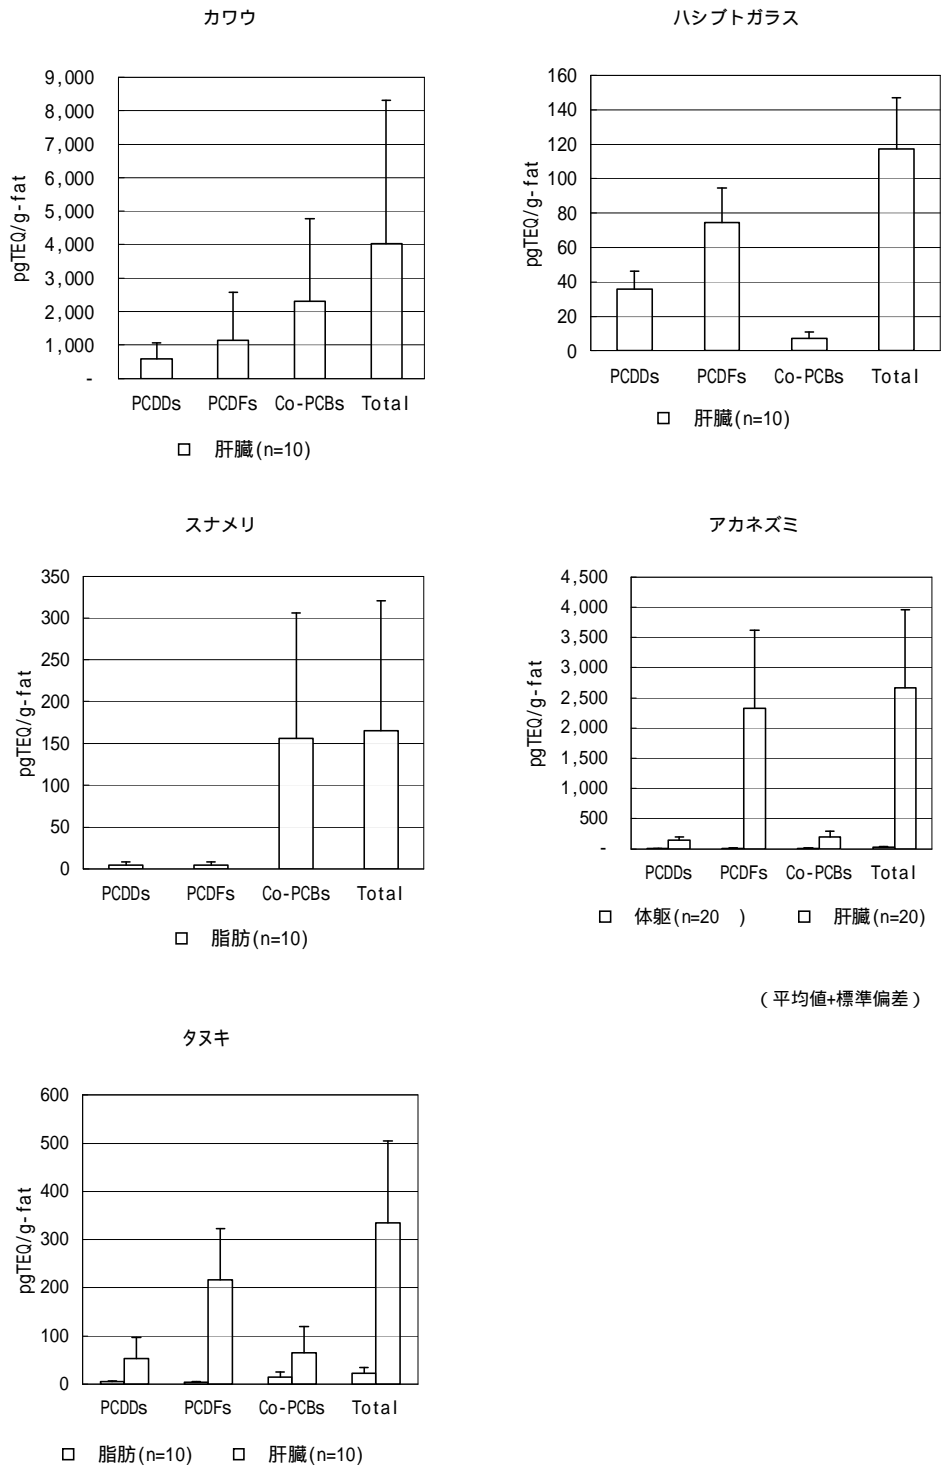 カワウ
9,000
8,000
7,000
6,000
5,000
4,000
3,000
2,000
1,000
-
pgTEQ/g-fat
PCDDs PCDFs Co-PCBs Total
□ 肝臓(n=10)
ハシブトガラス
160
140
120
100
80
60
40
20
0
pgTEQ/g-fat
PCDDs PCDFs Co-PCBs Total
□ 肝臓(n=10)
スナメリ
350
300
250
200
150
100
50
0
pgTEQ/g-fat
PCDDs PCDFs Co-PCBs Total
□ 脂肪(n=10)
アカネズミ
4,500
4,000
3,500
3,000
2,500
2,000
1,500
1,000
500
-
pgTEQ/g-fat
PCDDs PCDFs Co-PCBs Total
□ 体躯(n=20 ) □ 肝臓(n=20)
(平均値+標準偏差)
タヌキ
600
500
400
300
200
100
0
pgTEQ/g-fat
PCDDs PCDFs Co-PCBs Total
□ 脂肪(n=10) □ 肝臓(n=10)